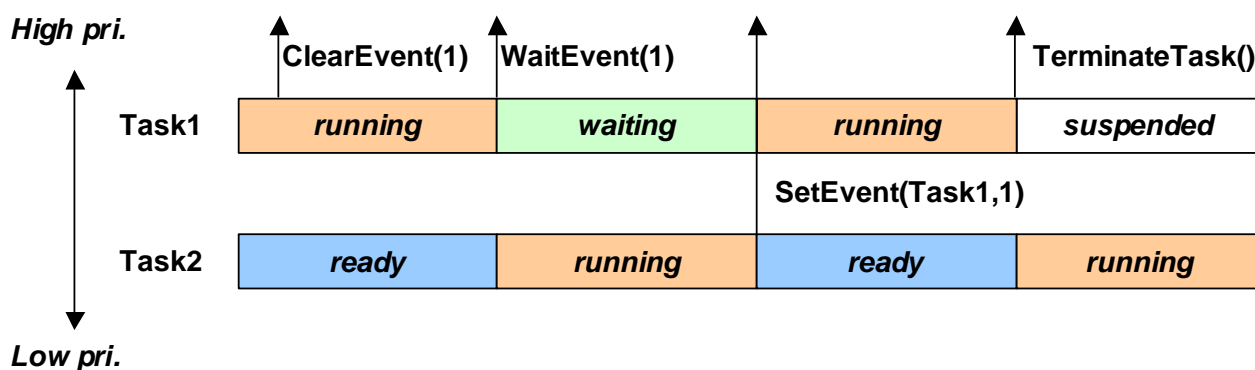 High pri.
ClearEvent(1) WaitEvent(1) TerminateTask()
Task1 running waiting running suspended
SetEvent(Task1,1)
Task2 ready running ready running
Low pri.